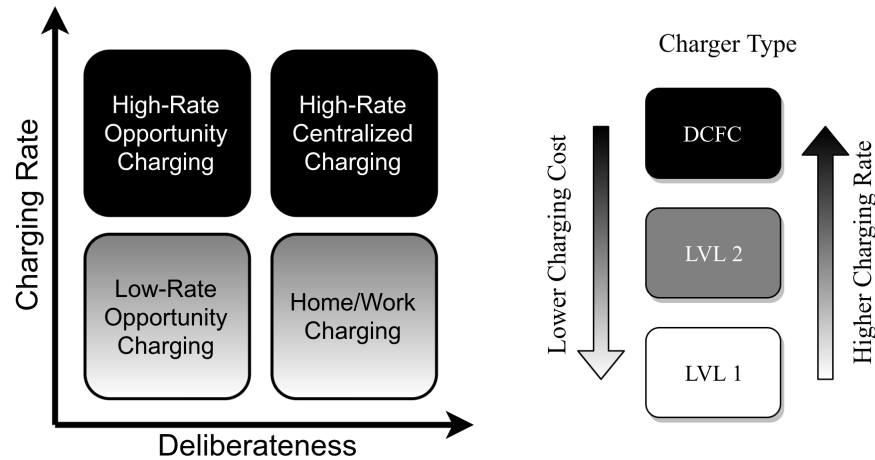 Charging Rate
High-Rate
Opportunity
Charging
High-Rate
Centralized
Charging
Low-Rate
Opportunity
Charging
Home/Work
Charging
Deliberateness
Charger Type
Lower Charging Cost
DCFC
LVL 2
LVL 1
Higher Charging Rate